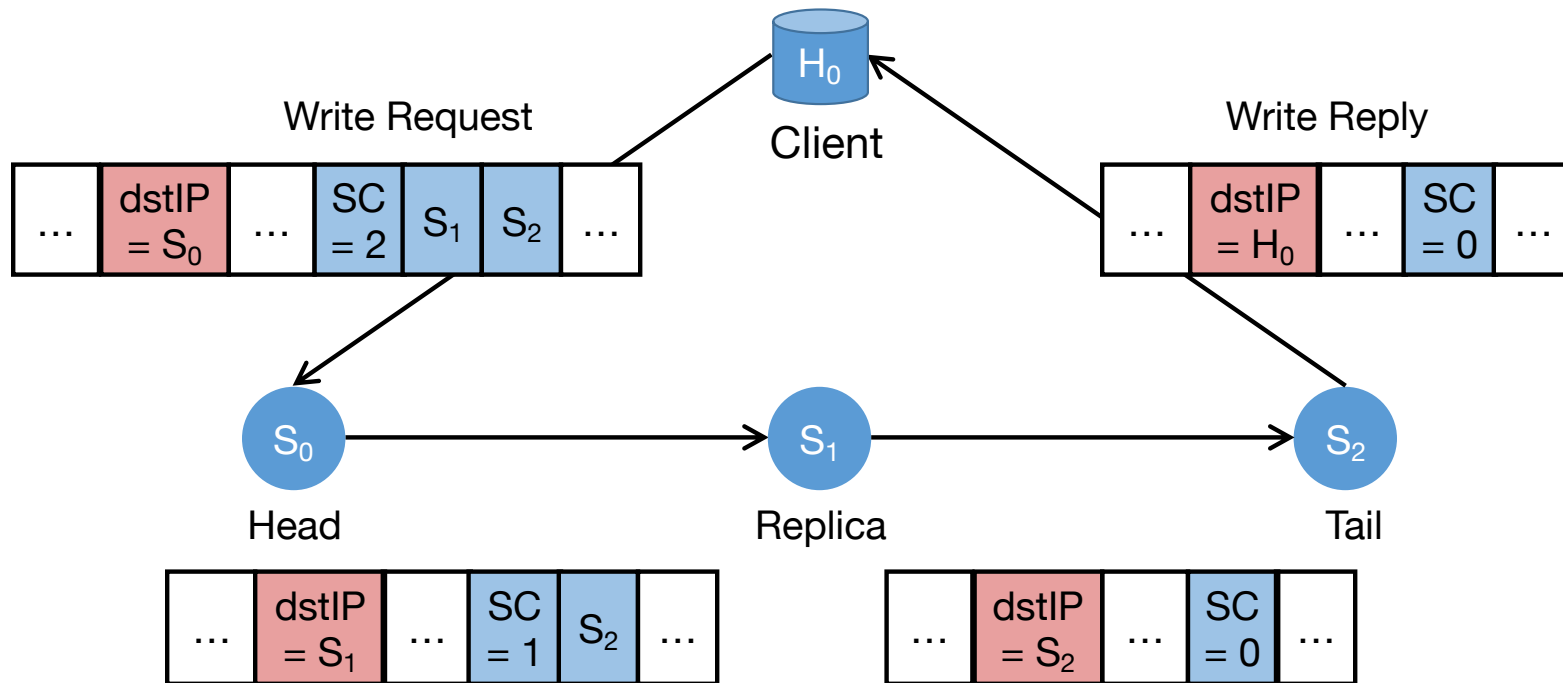 H₀
Client
Write Request
... dstIP = S₀ ... SC = 2 S₁ S₂ ...
Write Reply
... dstIP = H₀ ... SC = 0 ...
S₀
S₁
S₂
Head
Replica
Tail
... dstIP = S₁ ... SC = 1 S₂ ...
... dstIP = S₂ ... SC = 0 ...